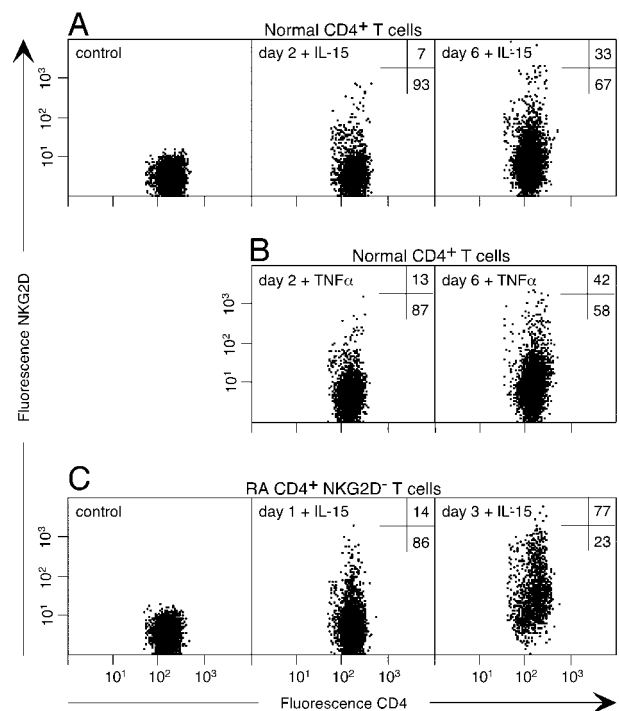 A
Normal CD4+ T cells
control
day 2 + IL-15
7
93
day 6 + IL-15
33
67
10³
10²
10¹
10¹ 10² 10³
B
Normal CD4+ T cells
day 2 + TNFα
13
87
day 6 + TNFα
42
58
10³
10²
10¹
Fluorescence NKG2D
C
RA CD4+ NKG2D- T cells
control
day 1 + IL-15
14
86
day 3 + IL-15
77
23
10³
10²
10¹
10¹ 10² 10³ 10¹ 10² 10³ 10¹ 10² 10³
Fluorescence CD4